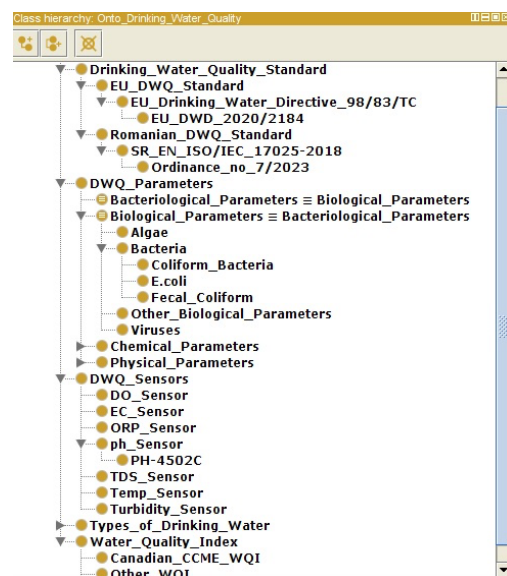 Class hierarchy: Onto_Drinking_Water_Quality
Drinking_Water_Quality_Standard
EU_DWQ_Standard
EU_Drinking_Water_Directive_98/83/TC
EU_DWD_2020/2184
Romanian_DWQ_Standard
SR_EN_ISO/IEC_17025-2018
Ordinance_no_7/2023
DWQ_Parameters
Bacteriological_Parameters ≡ Biological_Parameters
Biological_Parameters ≡ Bacteriological_Parameters
Algae
Bacteria
Coliform_Bacteria
E.coli
Fecal_Coliform
Other_Biological_Parameters
Viruses
Chemical_Parameters
Physical_Parameters
DWQ_Sensors
DO_Sensor
EC_Sensor
ORP_Sensor
ph_Sensor
PH-4502C
TDS_Sensor
Temp_Sensor
Turbidity_Sensor
Types_of_Drinking_Water
Water_Quality_Index
Canadian_CCME_WQI
Other_WQI